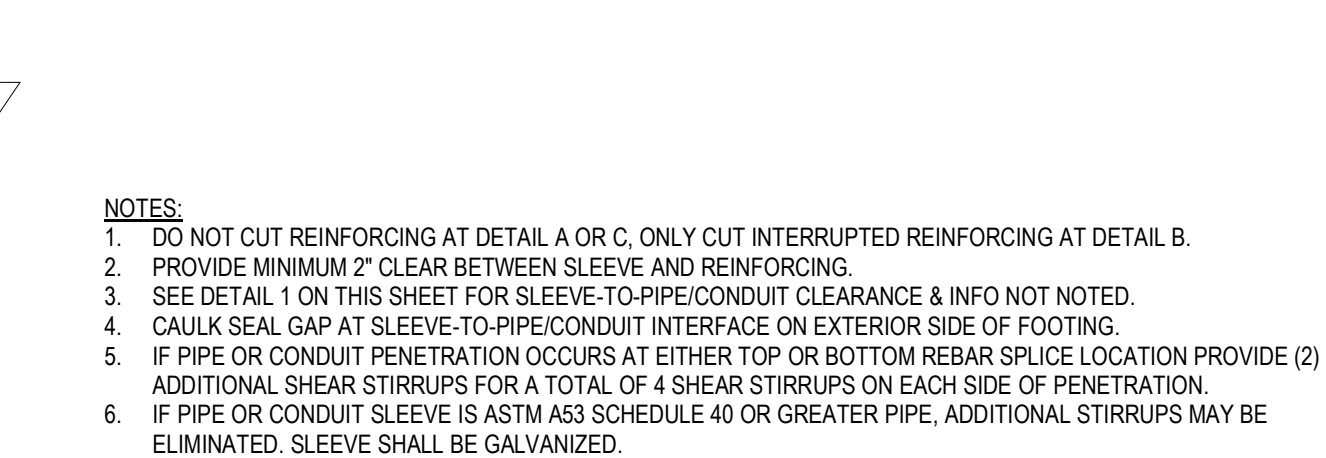 NOTES:
1. DO NOT CUT REINFORCING AT DETAIL A OR C, ONLY CUT INTERRUPTED REINFORCING AT DETAIL B.
2. PROVIDE MINIMUM 2" CLEAR BETWEEN SLEEVE AND REINFORCING.
3. SEE DETAIL 1 ON THIS SHEET FOR SLEEVE-TO-PIPE/CONDUIT CLEARANCE & INFO NOT NOTED.
4. CAULK SEAL GAP AT SLEEVE-TO-PIPE/CONDUIT INTERFACE ON EXTERIOR SIDE OF FOOTING.
5. IF PIPE OR CONDUIT PENETRATION OCCURS AT EITHER TOP OR BOTTOM REBAR SPLICE LOCATION PROVIDE (2)
ADDITIONAL SHEAR STIRRUPS FOR A TOTAL OF 4 SHEAR STIRRUPS ON EACH SIDE OF PENETRATION.
6. IF PIPE OR CONDUIT SLEEVE IS ASTM A53 SCHEDULE 40 OR GREATER PIPE, ADDITIONAL STIRRUPS MAY BE
ELIMINATED. SLEEVE SHALL BE GALVANIZED.